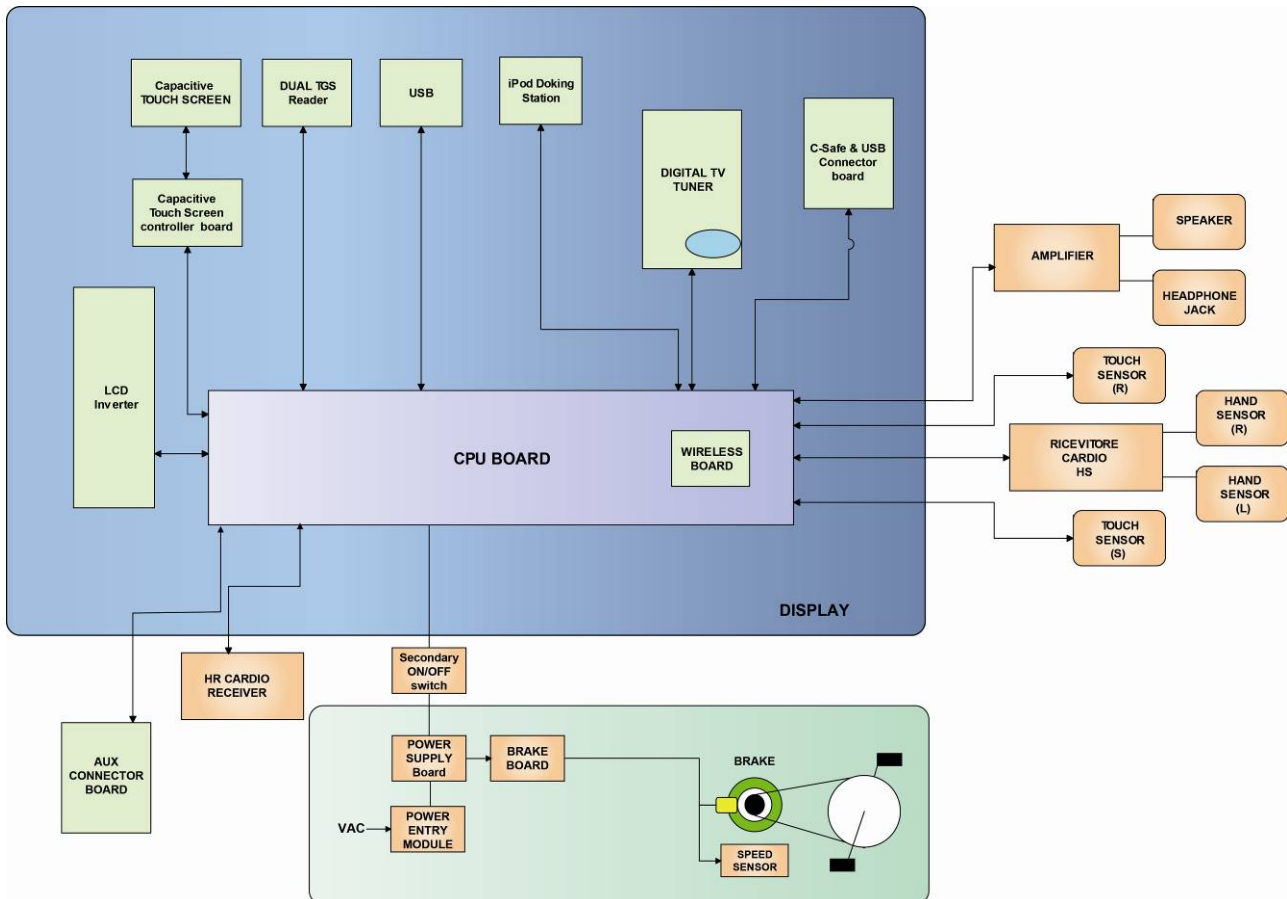 Capacitive
TOUCH SCREEN
DUAL TGS
Reader
USB
iPod Doking
Station
DIGITAL TV
TUNER
C-Safe & USB
Connector
board
Capacitive
Touch Screen
controller board
LCD
Inverter
CPU BOARD
WIRELESS
BOARD
DISPLAY
AMPLIFIER
SPEAKER
HEADPHONE
JACK
TOUCH
SENSOR
(R)
HAND
SENSOR
(R)
RICEVITORE
CARDIO
HS
HAND
SENSOR
(L)
TOUCH
SENSOR
(S)
HR CARDIO
RECEIVER
Secondary
ON/OFF
switch
AUX
CONNECTOR
BOARD
POWER
SUPPLY
Board
BRAKE
BOARD
BRAKE
VAC
POWER
ENTRY
MODULE
SPEED
SENSOR